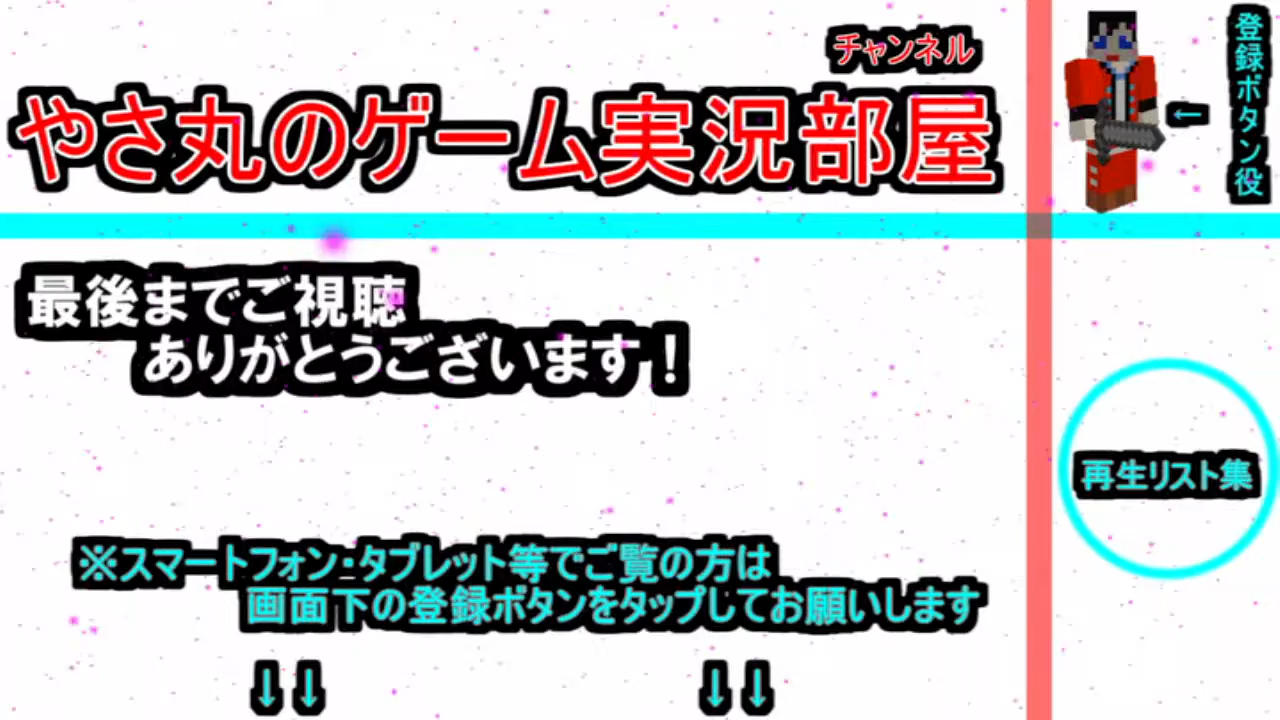 チャンネル
やさ丸のゲーム実況部屋
←
登録ボタン役
最後までご視聴
ありがとうございます！
再生リスト集
※スマートフォン・タブレット等でご覧の方は
画面下の登録ボタンをタップしてお願いします
↓↓ ↓↓